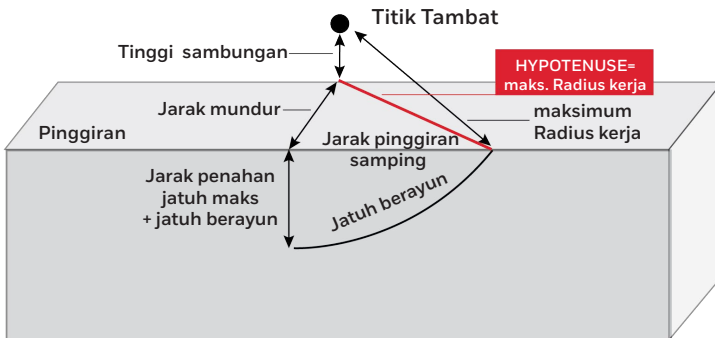 Titik Tambat
Tinggi sambungan
HYPOTENUSE=
maks. Radius kerja
Jarak mundur
maksimum
Radius kerja
Pinggiran
Jarak pinggiran
samping
Jarak penahan
jatuh maks
+ jatuh berayun
Jatuh berayun